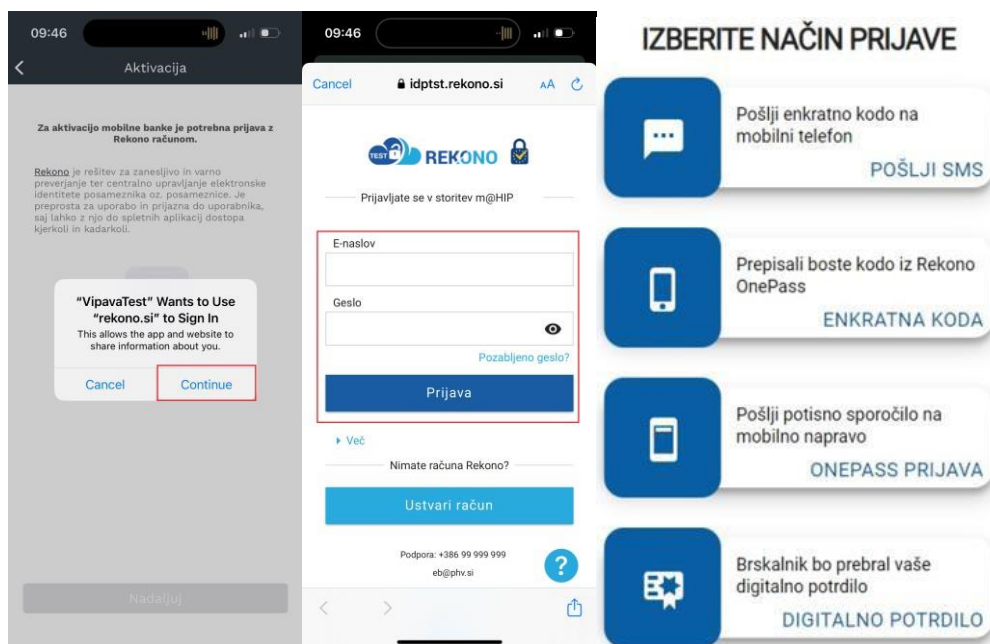 09:46
Aktivacija
Za aktivacijo mobilne banke je potrebna prijava z
Rekono računom.
Rekono je rešitev za zanesljivo in varno
preverjanje ter centralno upravljanje elektronske
identitete posameznika oz. posameznice. Je
preprosta za uporabo in prijazna do uporabnika,
saj lahko z njo do spletnih aplikacij dostopa
kjerkoli in kadarkoli.
"VipavaTest" Wants to Use
"rekono.si" to Sign In
This allows the app and website to
share information about you.
Cancel Continue
Nadaljuj
09:46
Cancel idptst.rekono.si AA
TEST REKONO
Prijavljate se v storitev m@HIP
E-naslov
Geslo
Pozabljeno geslo?
Prijava
Več
Nimate računa Rekono?
Ustvari račun
Podpora: +386 99 999 999
eb@phv.si
?
IZBERITE NAČIN PRIJAVE
Pošlji enkratno kodo na
mobilni telefon
POŠLJI SMS
Prepisali boste kodo iz Rekono
OnePass
ENKRATNA KODA
Pošlji potisno sporočilo na
mobilno napravo
ONEPASS PRIJAVA
Brskalnik bo prebral vaše
digitalno potrdilo
DIGITALNO POTRDILO